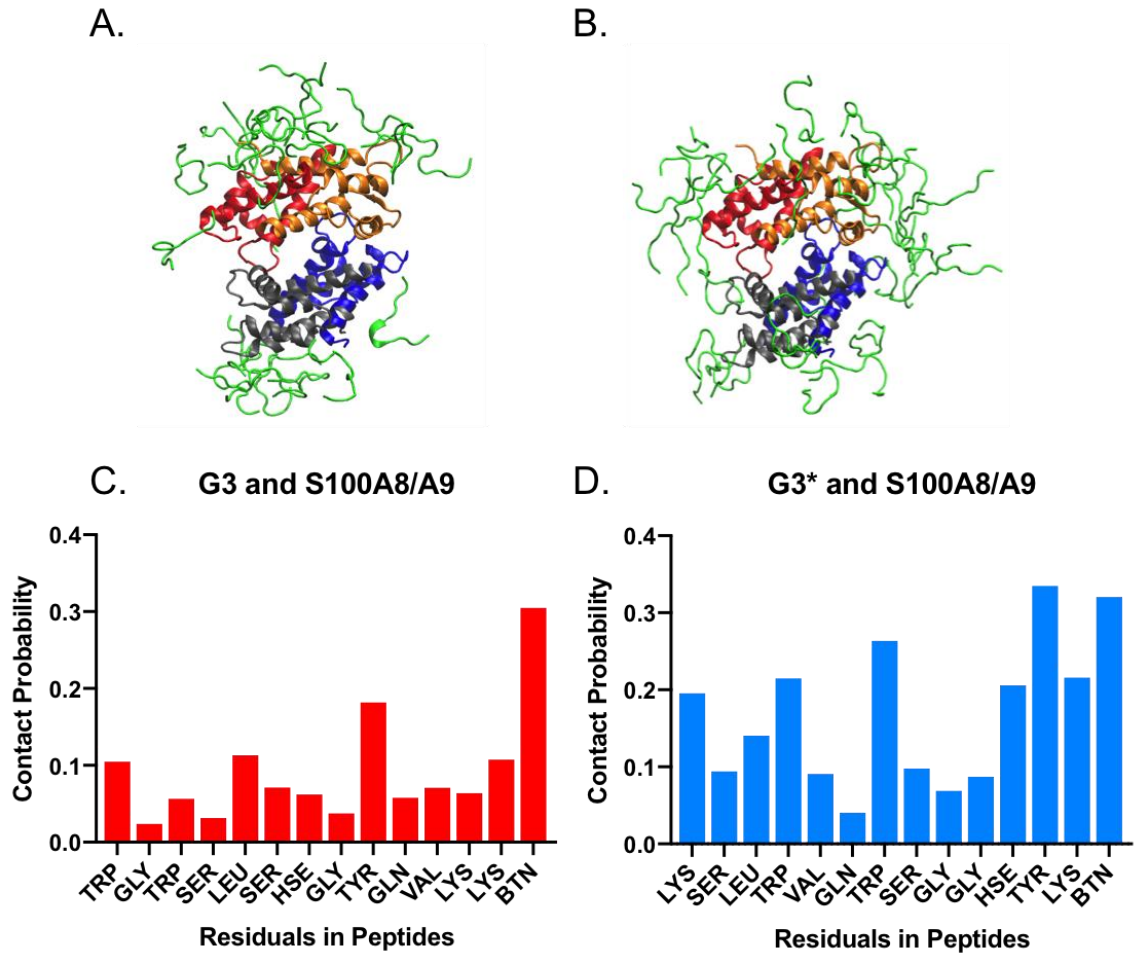 A.
B.
C. G3 and S100A8/A9
D. G3* and S100A8/A9
Contact Probability
0.4
0.3
0.2
0.1
0.0
TRP GLY TRP SER LEU SER HSE GLY TYR GLN VAL LYS LYS BTN
Residuals in Peptides
Contact Probability
0.4
0.3
0.2
0.1
0.0
LYS SER LEU TRP VAL GLN TRP SER GLY GLY HSE TYR LYS BTN
Residuals in Peptides